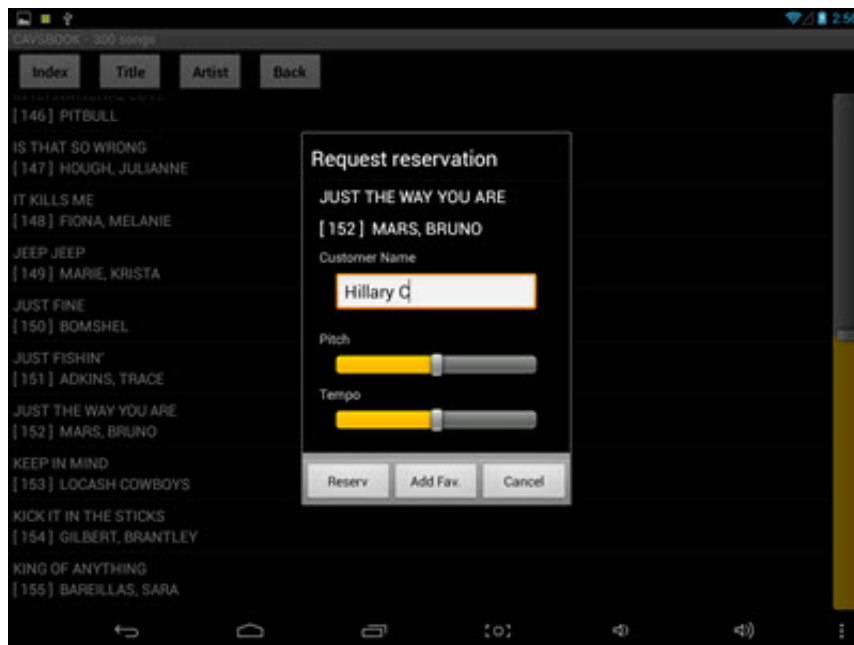 2:56
CAVSBOOK - 300 songs
Index Title Artist Back
INTERNATIONAL LOVE
[146] PITBULL
IS THAT SO WRONG
[147] HOUGH, JULIANNE
IT KILLS ME
[148] FIONA, MELANIE
JEEP JEEP
[149] MARIE, KRISTA
JUST FINE
[150] BOMSHEL
JUST FISHIN'
[151] ADKINS, TRACE
JUST THE WAY YOU ARE
[152] MARS, BRUNO
KEEP IN MIND
[153] LOCASH COWBOYS
KICK IT IN THE STICKS
[154] GILBERT, BRANTLEY
KING OF ANYTHING
[155] BAREILLAS, SARA
Request reservation
JUST THE WAY YOU ARE
[152] MARS, BRUNO
Customer Name
Hillary C
Pitch
Tempo
Reserv Add Fav. Cancel